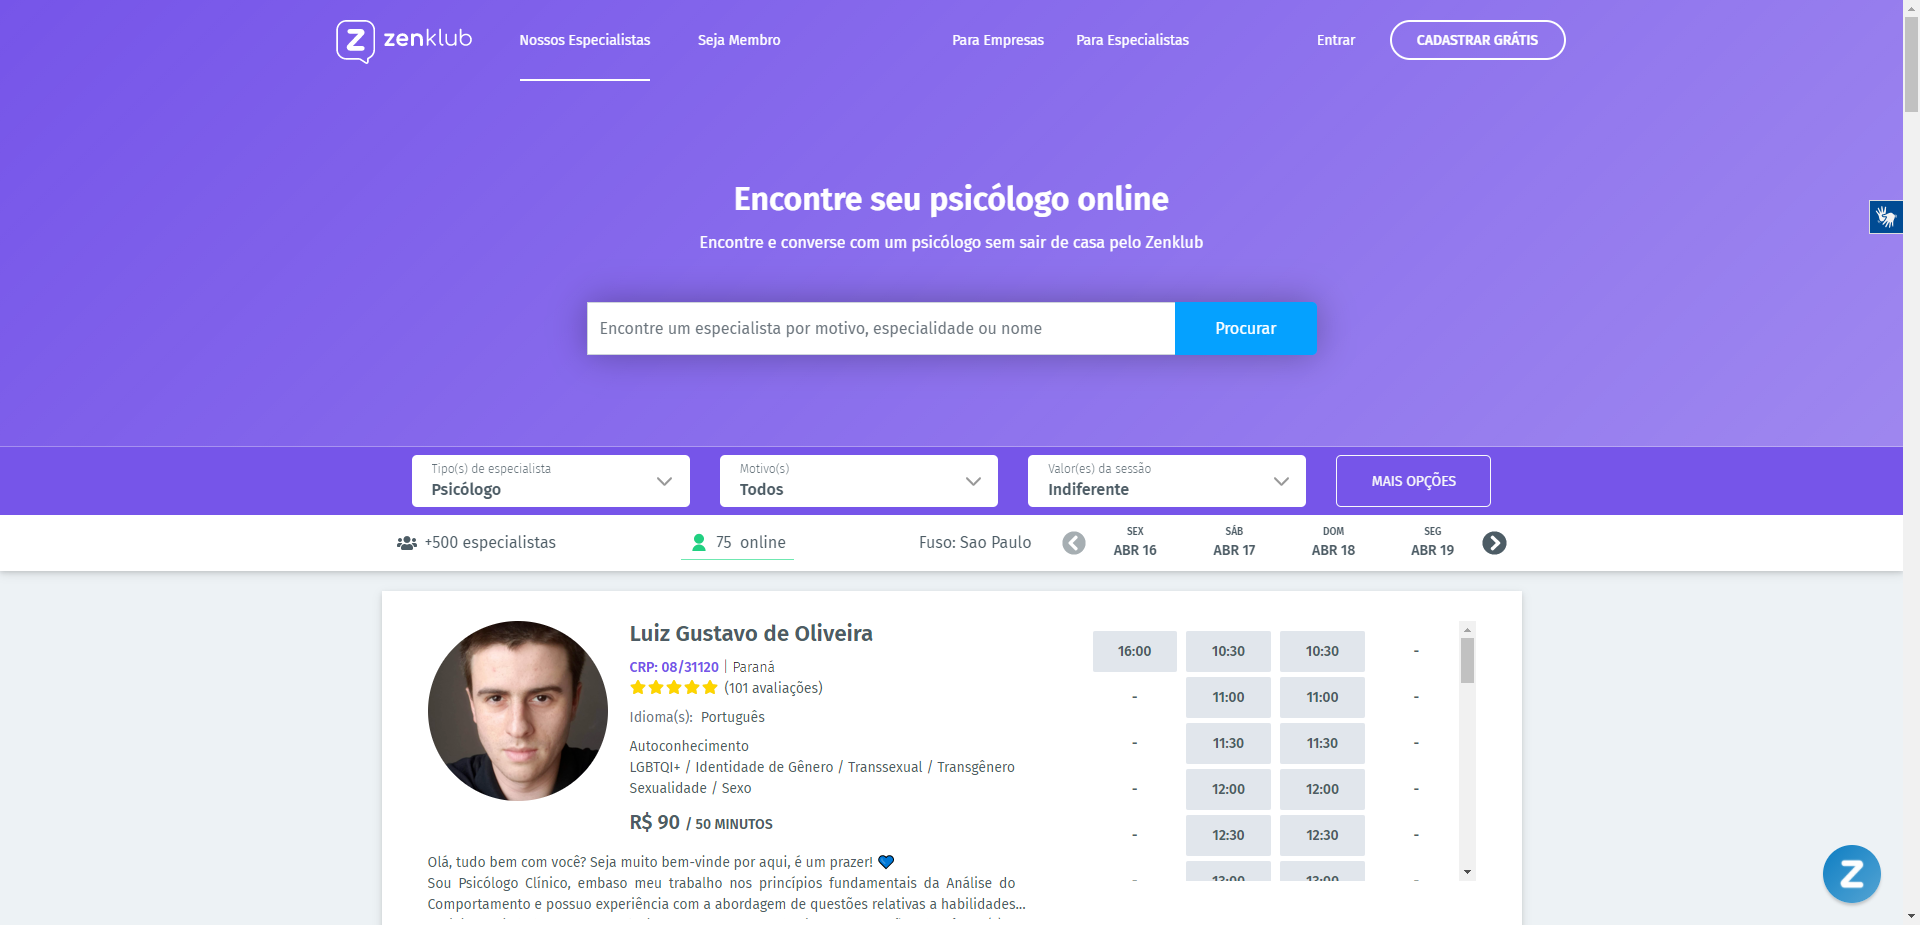 zenklub
Nossos Especialistas
Seja Membro
Para Empresas
Para Especialistas
Entrar
CADASTRAR GRÁTIS
Encontre seu psicólogo online
Encontre e converse com um psicólogo sem sair de casa pelo Zenklub
Encontre um especialista por motivo, especialidade ou nome
Procurar
Tipo(s) de especialista
Psicólogo
Motivo(s)
Todos
Valor(es) da sessão
Indiferente
MAIS OPÇÕES
+500 especialistas
75 online
Fuso: Sao Paulo
SEX
ABR 16
SÁB
ABR 17
DOM
ABR 18
SEG
ABR 19
Luiz Gustavo de Oliveira
CRP: 08/31120 | Paraná
(101 avaliações)
Idioma(s): Português
Autoconhecimento
LGBTQI+ / Identidade de Gênero / Transsexual / Transgênero
Sexualidade / Sexo
R$ 90 / 50 MINUTOS
Olá, tudo bem com você? Seja muito bem-vinde por aqui, é um prazer! 💙
Sou Psicólogo Clínico, embaso meu trabalho nos princípios fundamentais da Análise do
Comportamento e possuo experiência com a abordagem de questões relativas a habilidades...
16:00 10:30 10:30 -
- 11:00 11:00 -
- 11:30 11:30 -
- 12:00 12:00 -
- 12:30 12:30 -
- 13:00 13:00 -
Z